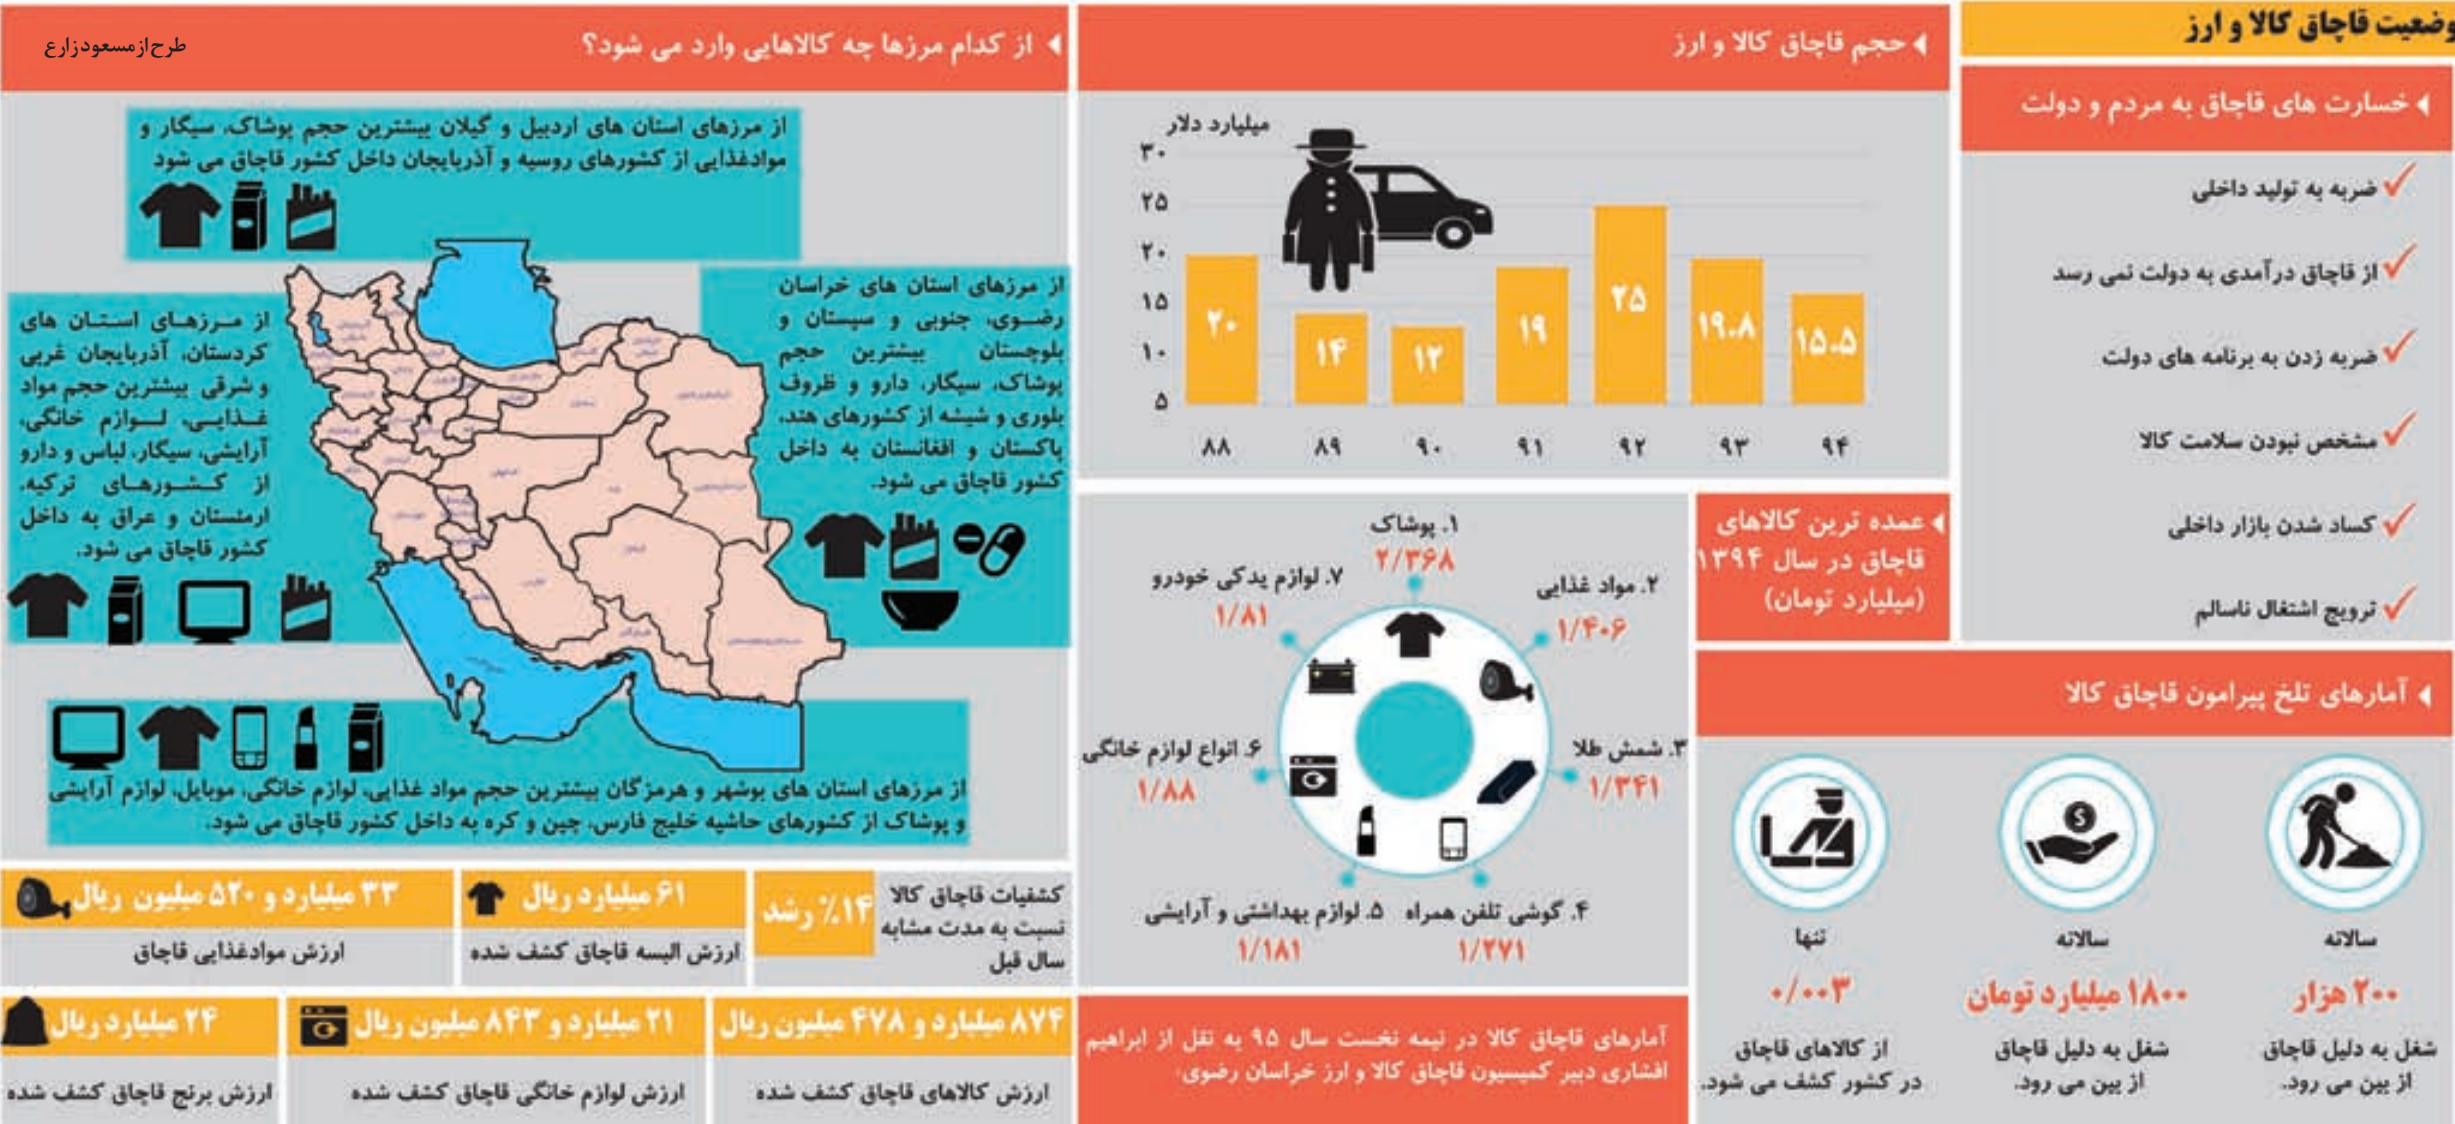 وضعیت قاچاق کالا و ارز
خسارت های قاچاق به مردم و دولت
ضربه به تولید داخلی
از قاچاق درآمدی به دولت نمی رسد
ضربه زدن به برنامه های دولت
مشخص نبودن سلامت کالا
کساد شدن بازار داخلی
ترویج اشتغال ناسالم
حجم قاچاق کالا و ارز
میلیارد دلار
۳۰
۲۵
۲۰
۱۵
۱۰
۵
۲۰
۱۴
۱۲
۱۹
۲۵
۱۹.۸
۱۵.۵
۸۸
۸۹
۹۰
۹۱
۹۲
۹۳
۹۴
عمده ترین کالاهای
قاچاق در سال ۱۳۹۴
(میلیارد تومان)
۱. پوشاک
۲/۳۶۸
۲. مواد غذایی
۱/۴۰۶
۳. شمش طلا
۱/۳۴۱
۴. گوشی تلفن همراه
۱/۲۷۱
۵. لوازم بهداشتی و آرایشی
۱/۱۸۱
۶. انواع لوازم خانگی
۱/۸۸
۷. لوازم یدکی خودرو
۱/۸۱
آمارهای تلخ پیرامون قاچاق کالا
سالانه
۲۰۰ هزار
شغل به دلیل قاچاق
از بین می رود.
سالانه
۱۸۰۰ میلیارد تومان
شغل به دلیل قاچاق
از بین می رود.
تنها
۰/۰۰۳
از کالاهای قاچاق
در کشور کشف می شود.
از کدام مرزها چه کالاهایی وارد می شود؟
طرح از مسعود زارع
از مرزهای استان های اردبیل و گیلان بیشترین حجم پوشاک، سیگار و
موادغذایی از کشورهای روسیه و آذربایجان داخل کشور قاچاق می شود
از مرزهای استان های خراسان
رضــوی، جنوبی و سیستان و
بلوچستان بیشترین حجم
پوشاک، سیگار، دارو و ظروف
بلوری و شیشه از کشورهای هند،
پاکستان و افغانستان به داخل
کشور قاچاق می شود.
از مــرزهــای اسـتـان های
کردستان، آذربایجان غربی
و شرقی بیشترین حجم مواد
غــذایــی، لــوازم خانگی،
آرایشی، سیگار، لباس و دارو
از کــشــورهــای ترکیه،
ارمنستان و عراق به داخل
کشور قاچاق می شود.
از مرزهای استان های بوشهر و هرمزگان بیشترین حجم مواد غذایی، لوازم خانگی، موبایل، لوازم آرایشی
و پوشاک از کشورهای حاشیه خلیج فارس، چین و کره به داخل کشور قاچاق می شود.
آمارهای قاچاق کالا در نیمه نخست سال ۹۵ به نقل از ابراهیم
افشاری دبیر کمیسیون قاچاق کالا و ارز خراسان رضوی.
کشفیات قاچاق کالا
نسبت به مدت مشابه
سال قبل
۱۴٪ رشد
۶۱ میلیارد ریال
ارزش البسه قاچاق کشف شده
۳۳ میلیارد و ۵۲۰ میلیون ریال
ارزش موادغذایی قاچاق
۸۷۴ میلیارد و ۴۷۸ میلیون ریال
ارزش کالاهای قاچاق کشف شده
۲۱ میلیارد و ۸۴۳ میلیون ریال
ارزش لوازم خانگی قاچاق کشف شده
۲۴ میلیارد ریال
ارزش برنج قاچاق کشف شده